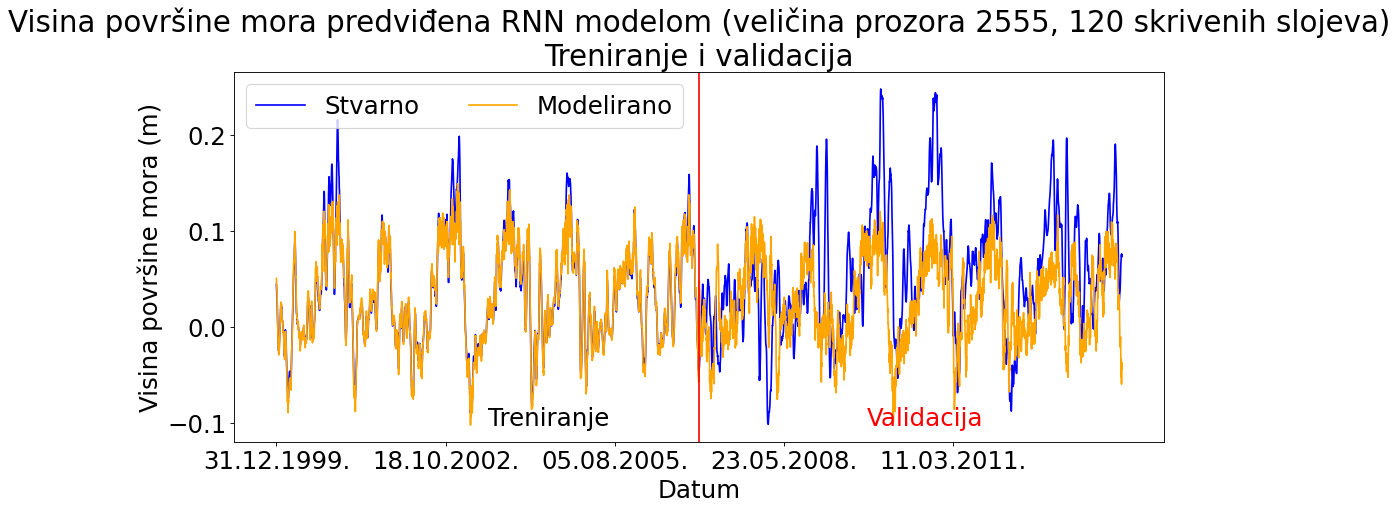 Visina površine mora predviđena RNN modelom (veličina prozora 2555, 120 skrivenih slojeva)
Treniranje i validacija
Stvarno
Modelirano
Visina površine mora (m)
0.2
0.1
0.0
−0.1
Treniranje
Validacija
31.12.1999.
18.10.2002.
05.08.2005.
23.05.2008.
11.03.2011.
Datum